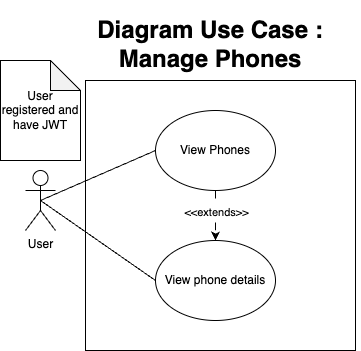 Diagram Use Case :
Manage Phones
User
registered and
have JWT
View Phones
<<extends>>
User
View phone details